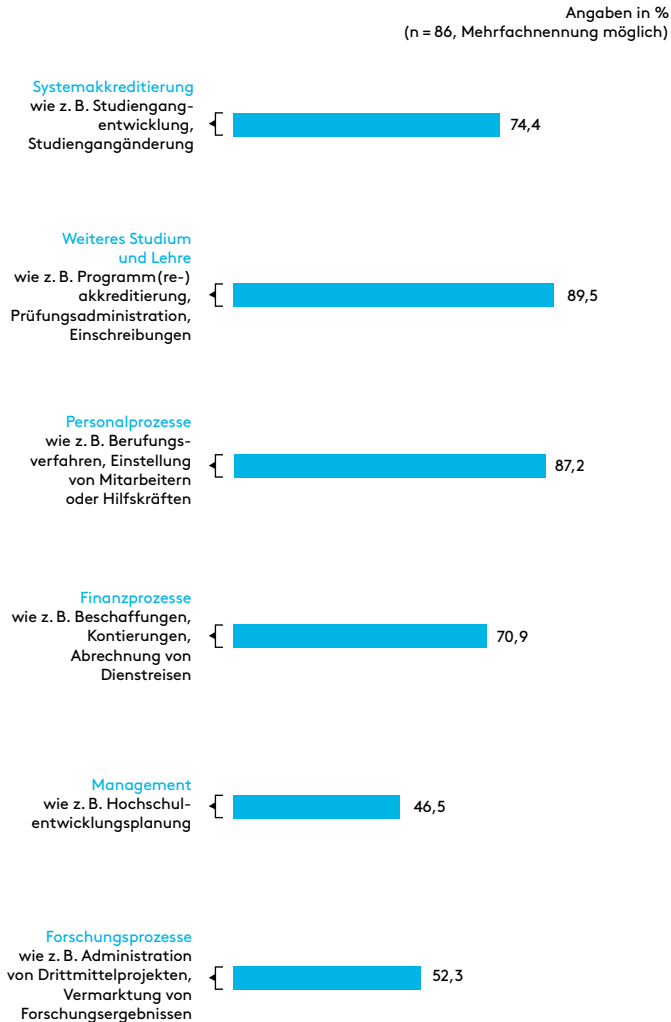 Angaben in %
(n = 86, Mehrfachnennung möglich)
Systemakkreditierung
wie z. B. Studiengang-
entwicklung,
Studiengangänderung
74,4
Weiteres Studium
und Lehre
wie z. B. Programm(re-)
akkreditierung,
Prüfungsadministration,
Einschreibungen
89,5
Personalprozesse
wie z. B. Berufungs-
verfahren, Einstellung
von Mitarbeitern
oder Hilfskräften
87,2
Finanzprozesse
wie z. B. Beschaffungen,
Kontierungen,
Abrechnung von
Dienstreisen
70,9
Management
wie z. B. Hochschul-
entwicklungsplanung
46,5
Forschungsprozesse
wie z. B. Administration
von Drittmittelprojekten,
Vermarktung von
Forschungsergebnissen
52,3